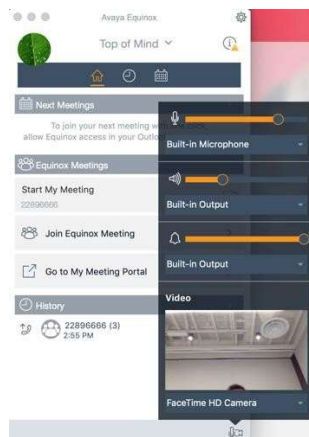 Avaya Equinox
Top of Mind
Next Meetings
To join your next meeting
allow Equinox access in your
Built-in Microphone
Equinox Meetings
Start My Meeting
22896666
Built-in Output
Join Equinox Meeting
Go to My Meeting Portal
Built-in Output
History
Video
22896666 (3)
2:55 PM
FaceTime HD Camera